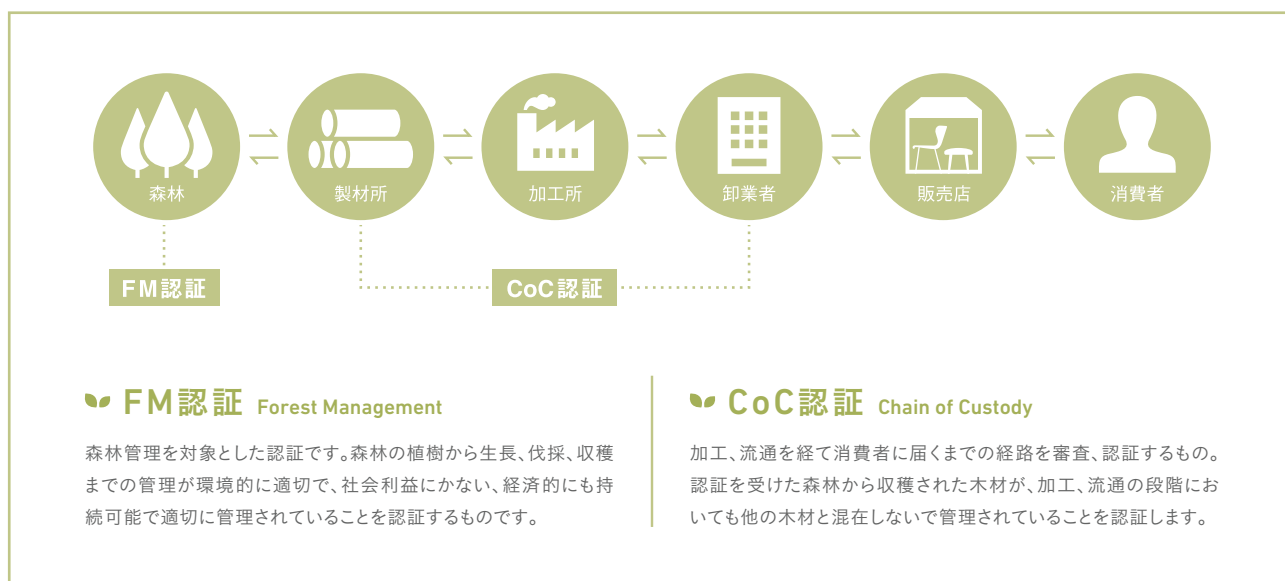 森林
製材所
加工所
卸業者
販売店
消費者
FM認証
CoC認証
FM認証 Forest Management
森林管理を対象とした認証です。森林の植樹から生長、伐採、収穫
までの管理が環境的に適切で、社会利益にかない、経済的にも持
続可能で適切に管理されていることを認証するものです。
CoC認証 Chain of Custody
加工、流通を経て消費者に届くまでの経路を審査、認証するもの。
認証を受けた森林から収穫された木材が、加工、流通の段階にお
いても他の木材と混在しないで管理されていることを認証します。